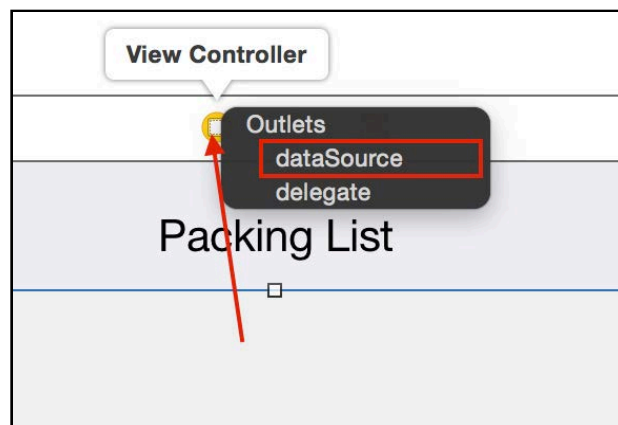 View Controller
Outlets
dataSource
delegate
Packing List